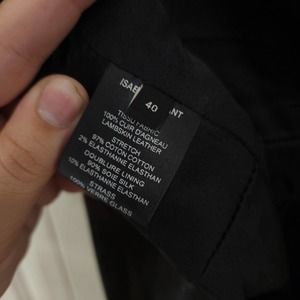 ISAB NT
40
TISSU FABRIC
100% CUIR D'AGNEAU
LAMBSKIN LEATHER
STRETCH
97% COTON COTTON
2% ELASTHANNE ELASTHAN
DOUBLURE LINING
90% SOIE SILK
10% ELASTHANNE ELASTHAN
STRASS
100% VERRE GLASS